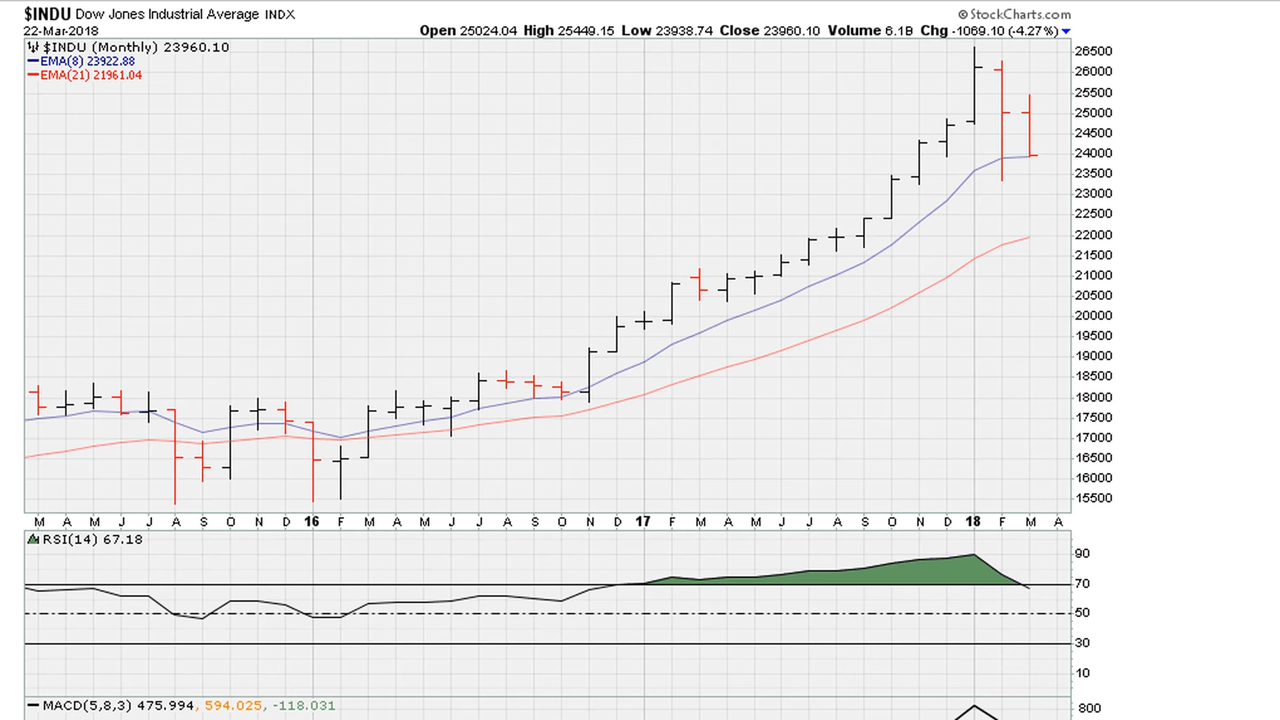 $INDU Dow Jones Industrial Average INDX
© StockCharts.com
22-Mar-2018
Open 25024.04 High 25449.15 Low 23938.74 Close 23960.10 Volume 6.1B Chg -1069.10 (-4.27%)
$INDU (Monthly) 23960.10
EMA(8) 23922.88
EMA(21) 21961.04
26500
26000
25500
25000
24500
24000
23500
23000
22500
22000
21500
21000
20500
20000
19500
19000
18500
18000
17500
17000
16500
16000
15500
M A M J J A S O N D 16 F M A M J J A S O N D 17 F M A M J J A S O N D 18 F M A
RSI(14) 67.18
90
70
50
30
10
MACD(5,8,3) 475.994, 594.025, -118.031
800